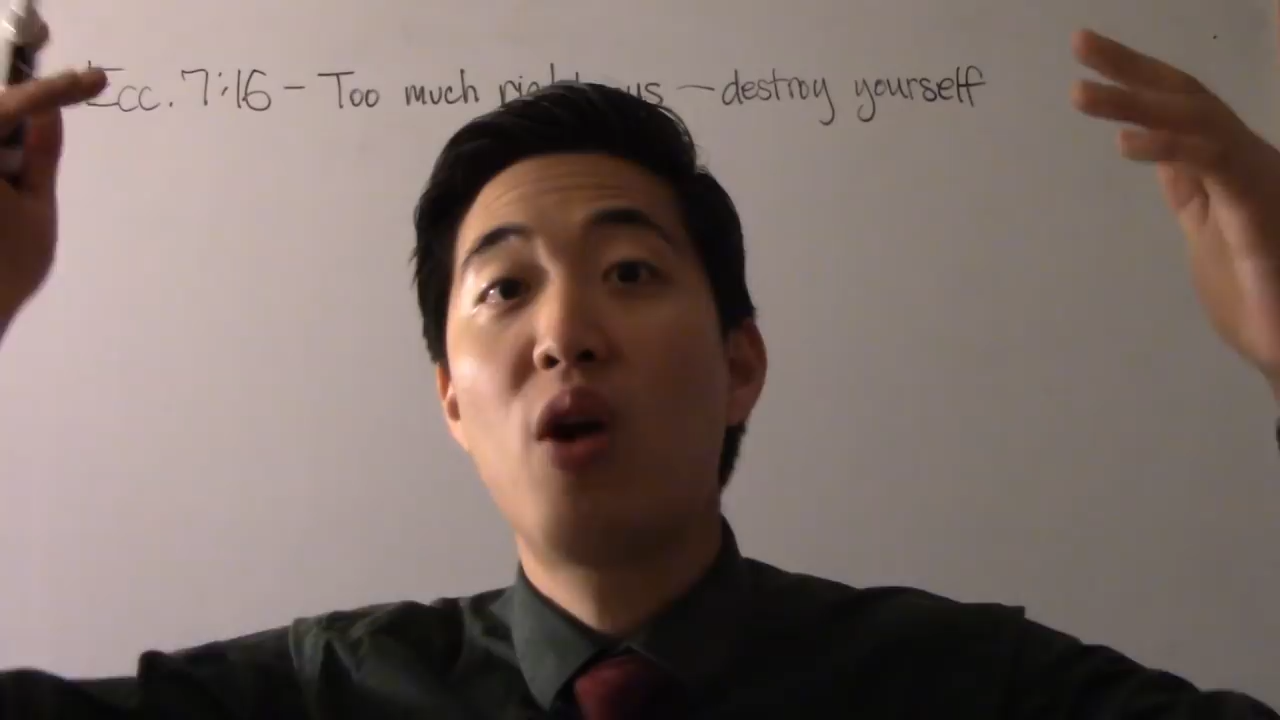 Ecc. 7:16 - Too much — destroy yourself